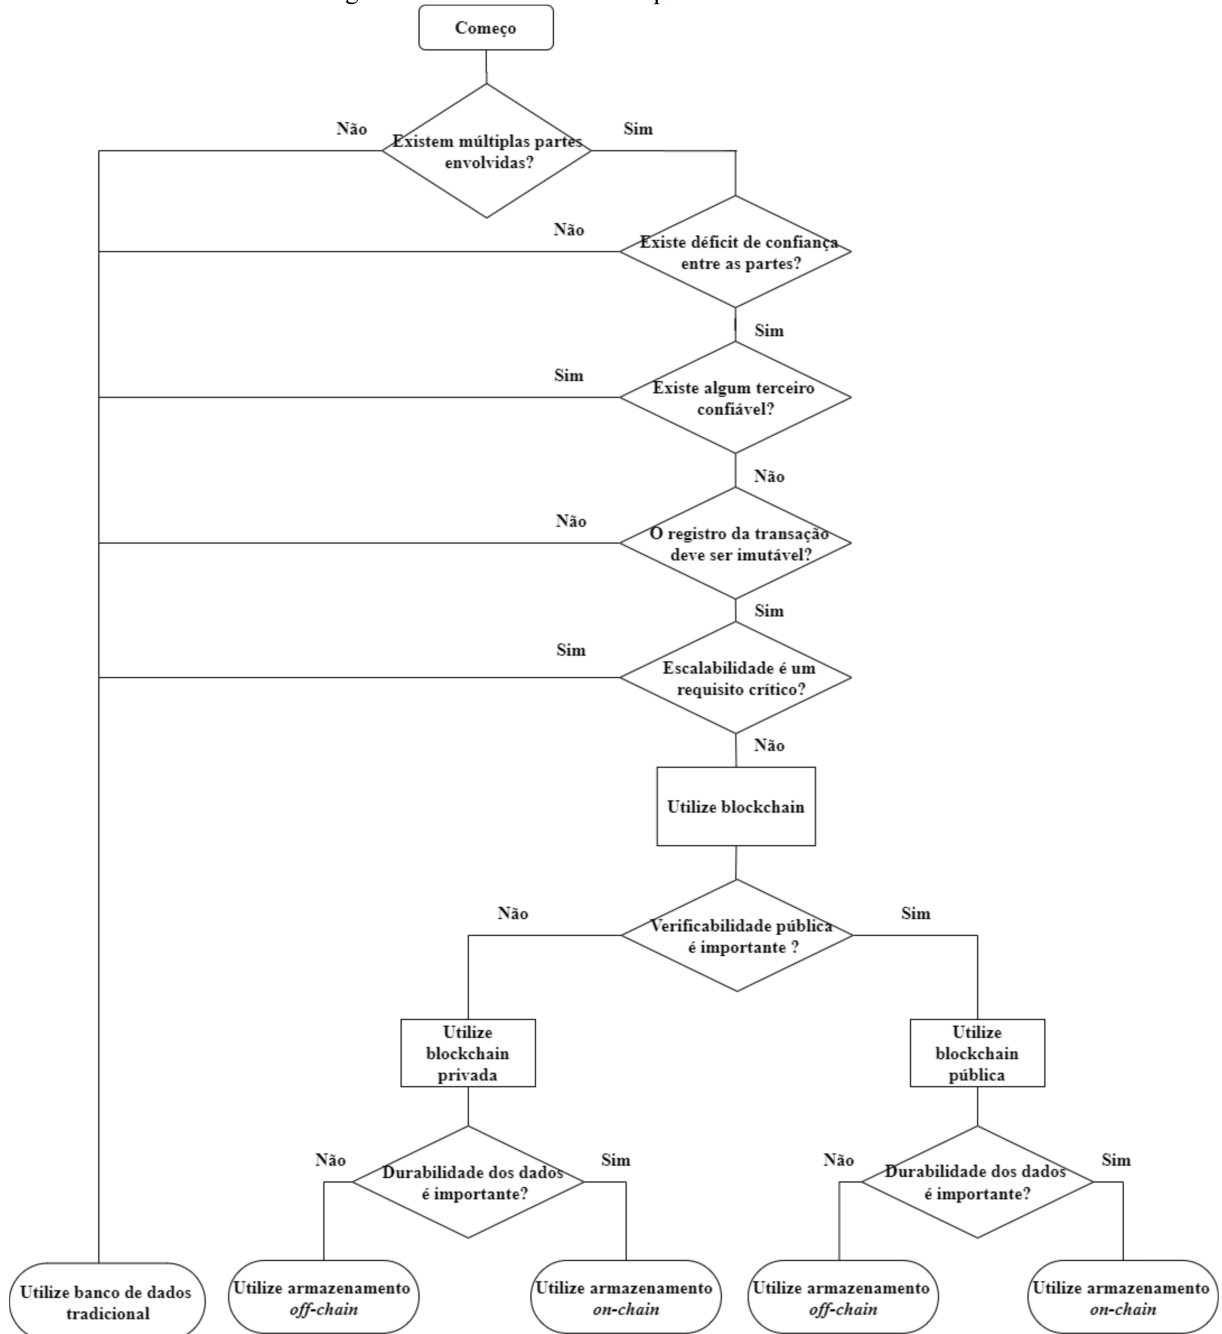 Começo
Não
Sim
Existem múltiplas partes
envolvidas?
Não
Existe déficit de confiança
entre as partes?
Sim
Sim
Existe algum terceiro
confiável?
Não
Não
O registro da transação
deve ser imutável?
Sim
Sim
Escalabilidade é um
requisito crítico?
Não
Utilize blockchain
Não
Sim
Verificabilidade pública
é importante ?
Utilize
blockchain
privada
Utilize
blockchain
pública
Não
Sim
Durabilidade dos dados
é importante?
Não
Sim
Durabilidade dos dados
é importante?
Utilize banco de dados
tradicional
Utilize armazenamento
off-chain
Utilize armazenamento
on-chain
Utilize armazenamento
off-chain
Utilize armazenamento
on-chain